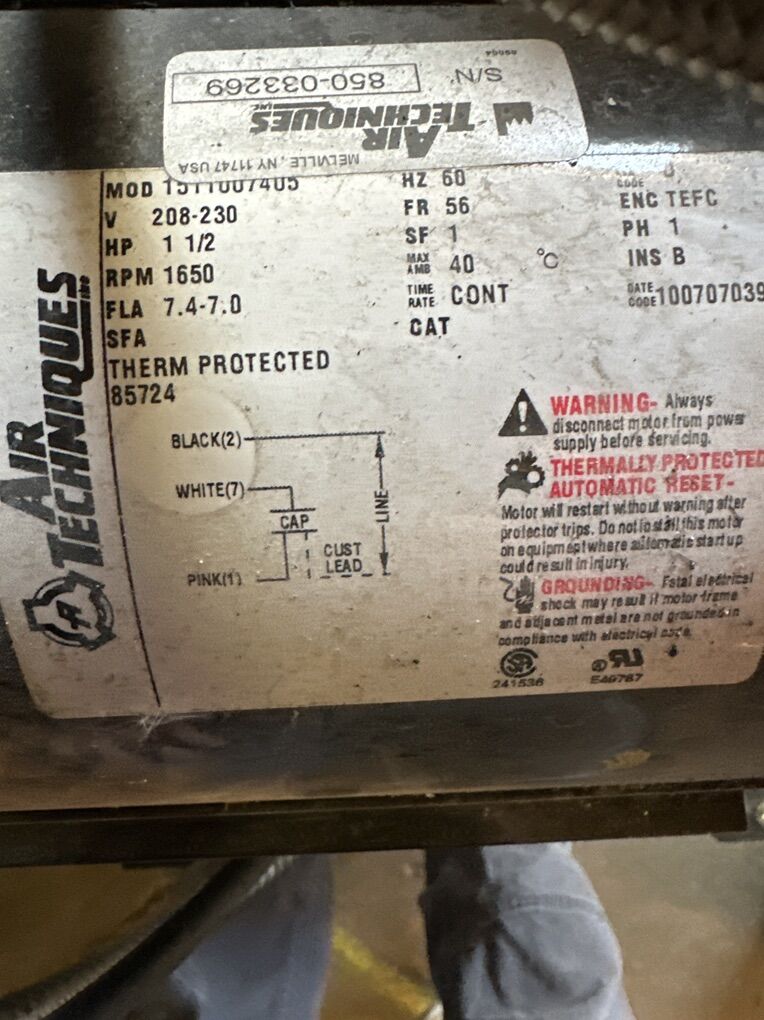 S/N 850-033269
AIR
TECHNIQUES INC
MELVILLE, NY 11747 USA
AIR
TECHNIQUES inc
MOD 1511007405
V 208-230
HP 1 1/2
RPM 1650
FLA 7.4-7.0
SFA
THERM PROTECTED
85724
HZ 60
FR 56
SF 1
MAX AMB 40 °C
TIME RATE CONT
CAT
CODE
ENC TEFC
PH 1
INS B
DATE CODE 100707039
BLACK(2)
WHITE(7)
CAP
PINK(1)
CUST
LEAD
LINE
WARNING- Always
disconnect motor from power
supply before servicing.
THERMALLY PROTECTED
AUTOMATIC RESET-
Motor will restart without warning after
protector trips. Do not install this motor
on equipment where automatic start up
could result in injury.
GROUNDING- Fatal electrical
shock may result if motor frame
and adjacent metal are not grounded in
compliance with electrical code.
241536
E49787